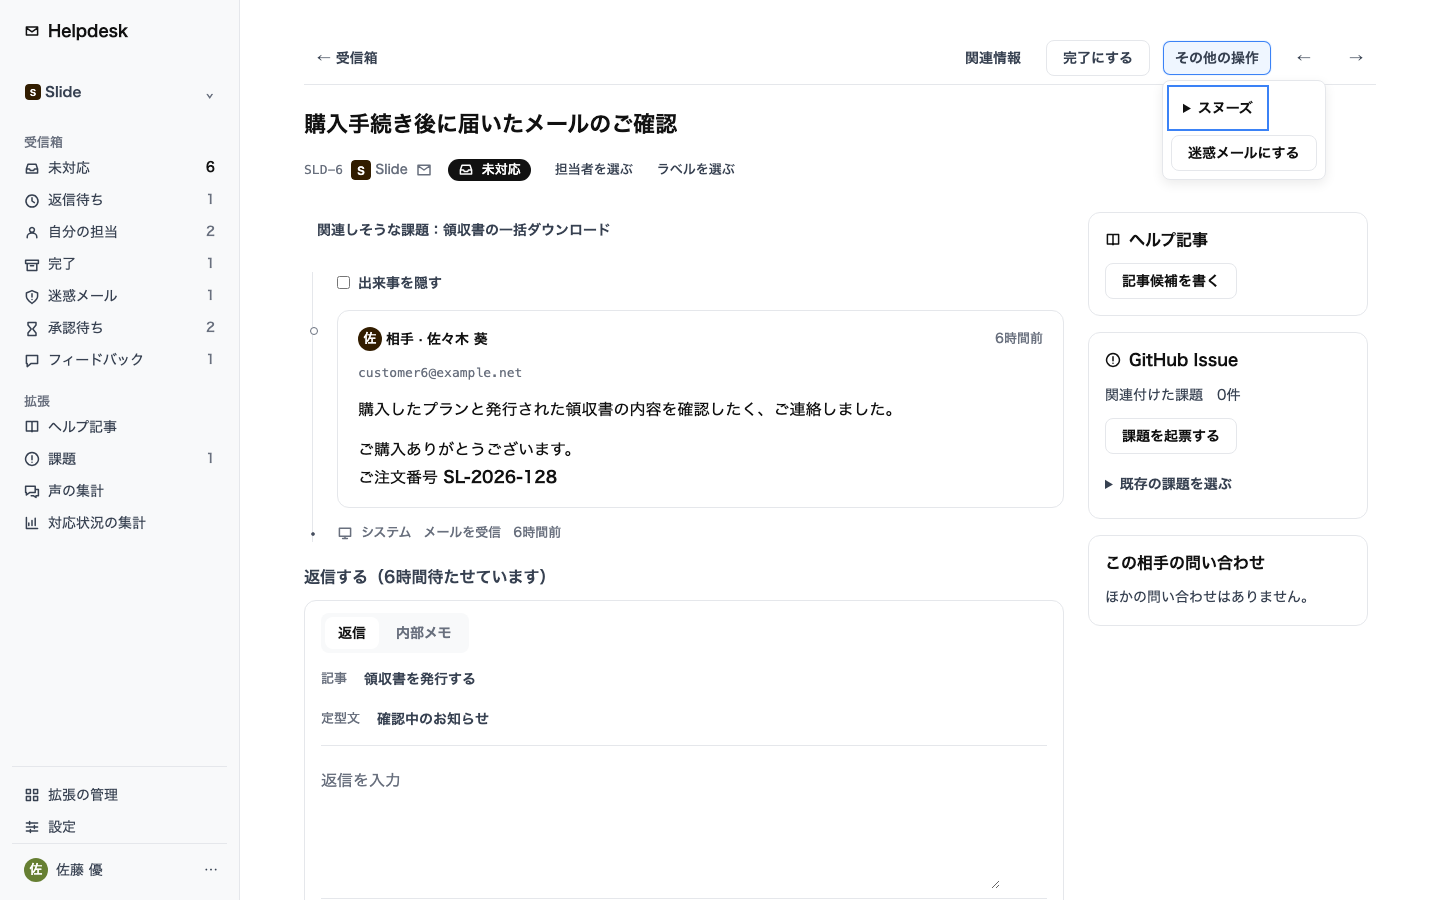 Helpdesk
S Slide
受信箱
未対応 6
返信待ち 1
自分の担当 2
完了 1
迷惑メール 1
承認待ち 2
フィードバック 1
拡張
ヘルプ記事
課題 1
声の集計
対応状況の集計
拡張の管理
設定
佐 佐藤 優 …
← 受信箱
関連情報
完了にする
その他の操作
← →
▶ スヌーズ
迷惑メールにする
購入手続き後に届いたメールのご確認
SLD-6 S Slide 未対応 担当者を選ぶ ラベルを選ぶ
関連しそうな課題：領収書の一括ダウンロード
出来事を隠す
佐 相手 · 佐々木 葵 6時間前
customer6@example.net
購入したプランと発行された領収書の内容を確認したく、ご連絡しました。
ご購入ありがとうございます。
ご注文番号 SL-2026-128
システム メールを受信 6時間前
返信する（6時間待たせています）
返信 内部メモ
記事 領収書を発行する
定型文 確認中のお知らせ
返信を入力
ヘルプ記事
記事候補を書く
GitHub Issue
関連付けた課題 0件
課題を起票する
▶ 既存の課題を選ぶ
この相手の問い合わせ
ほかの問い合わせはありません。